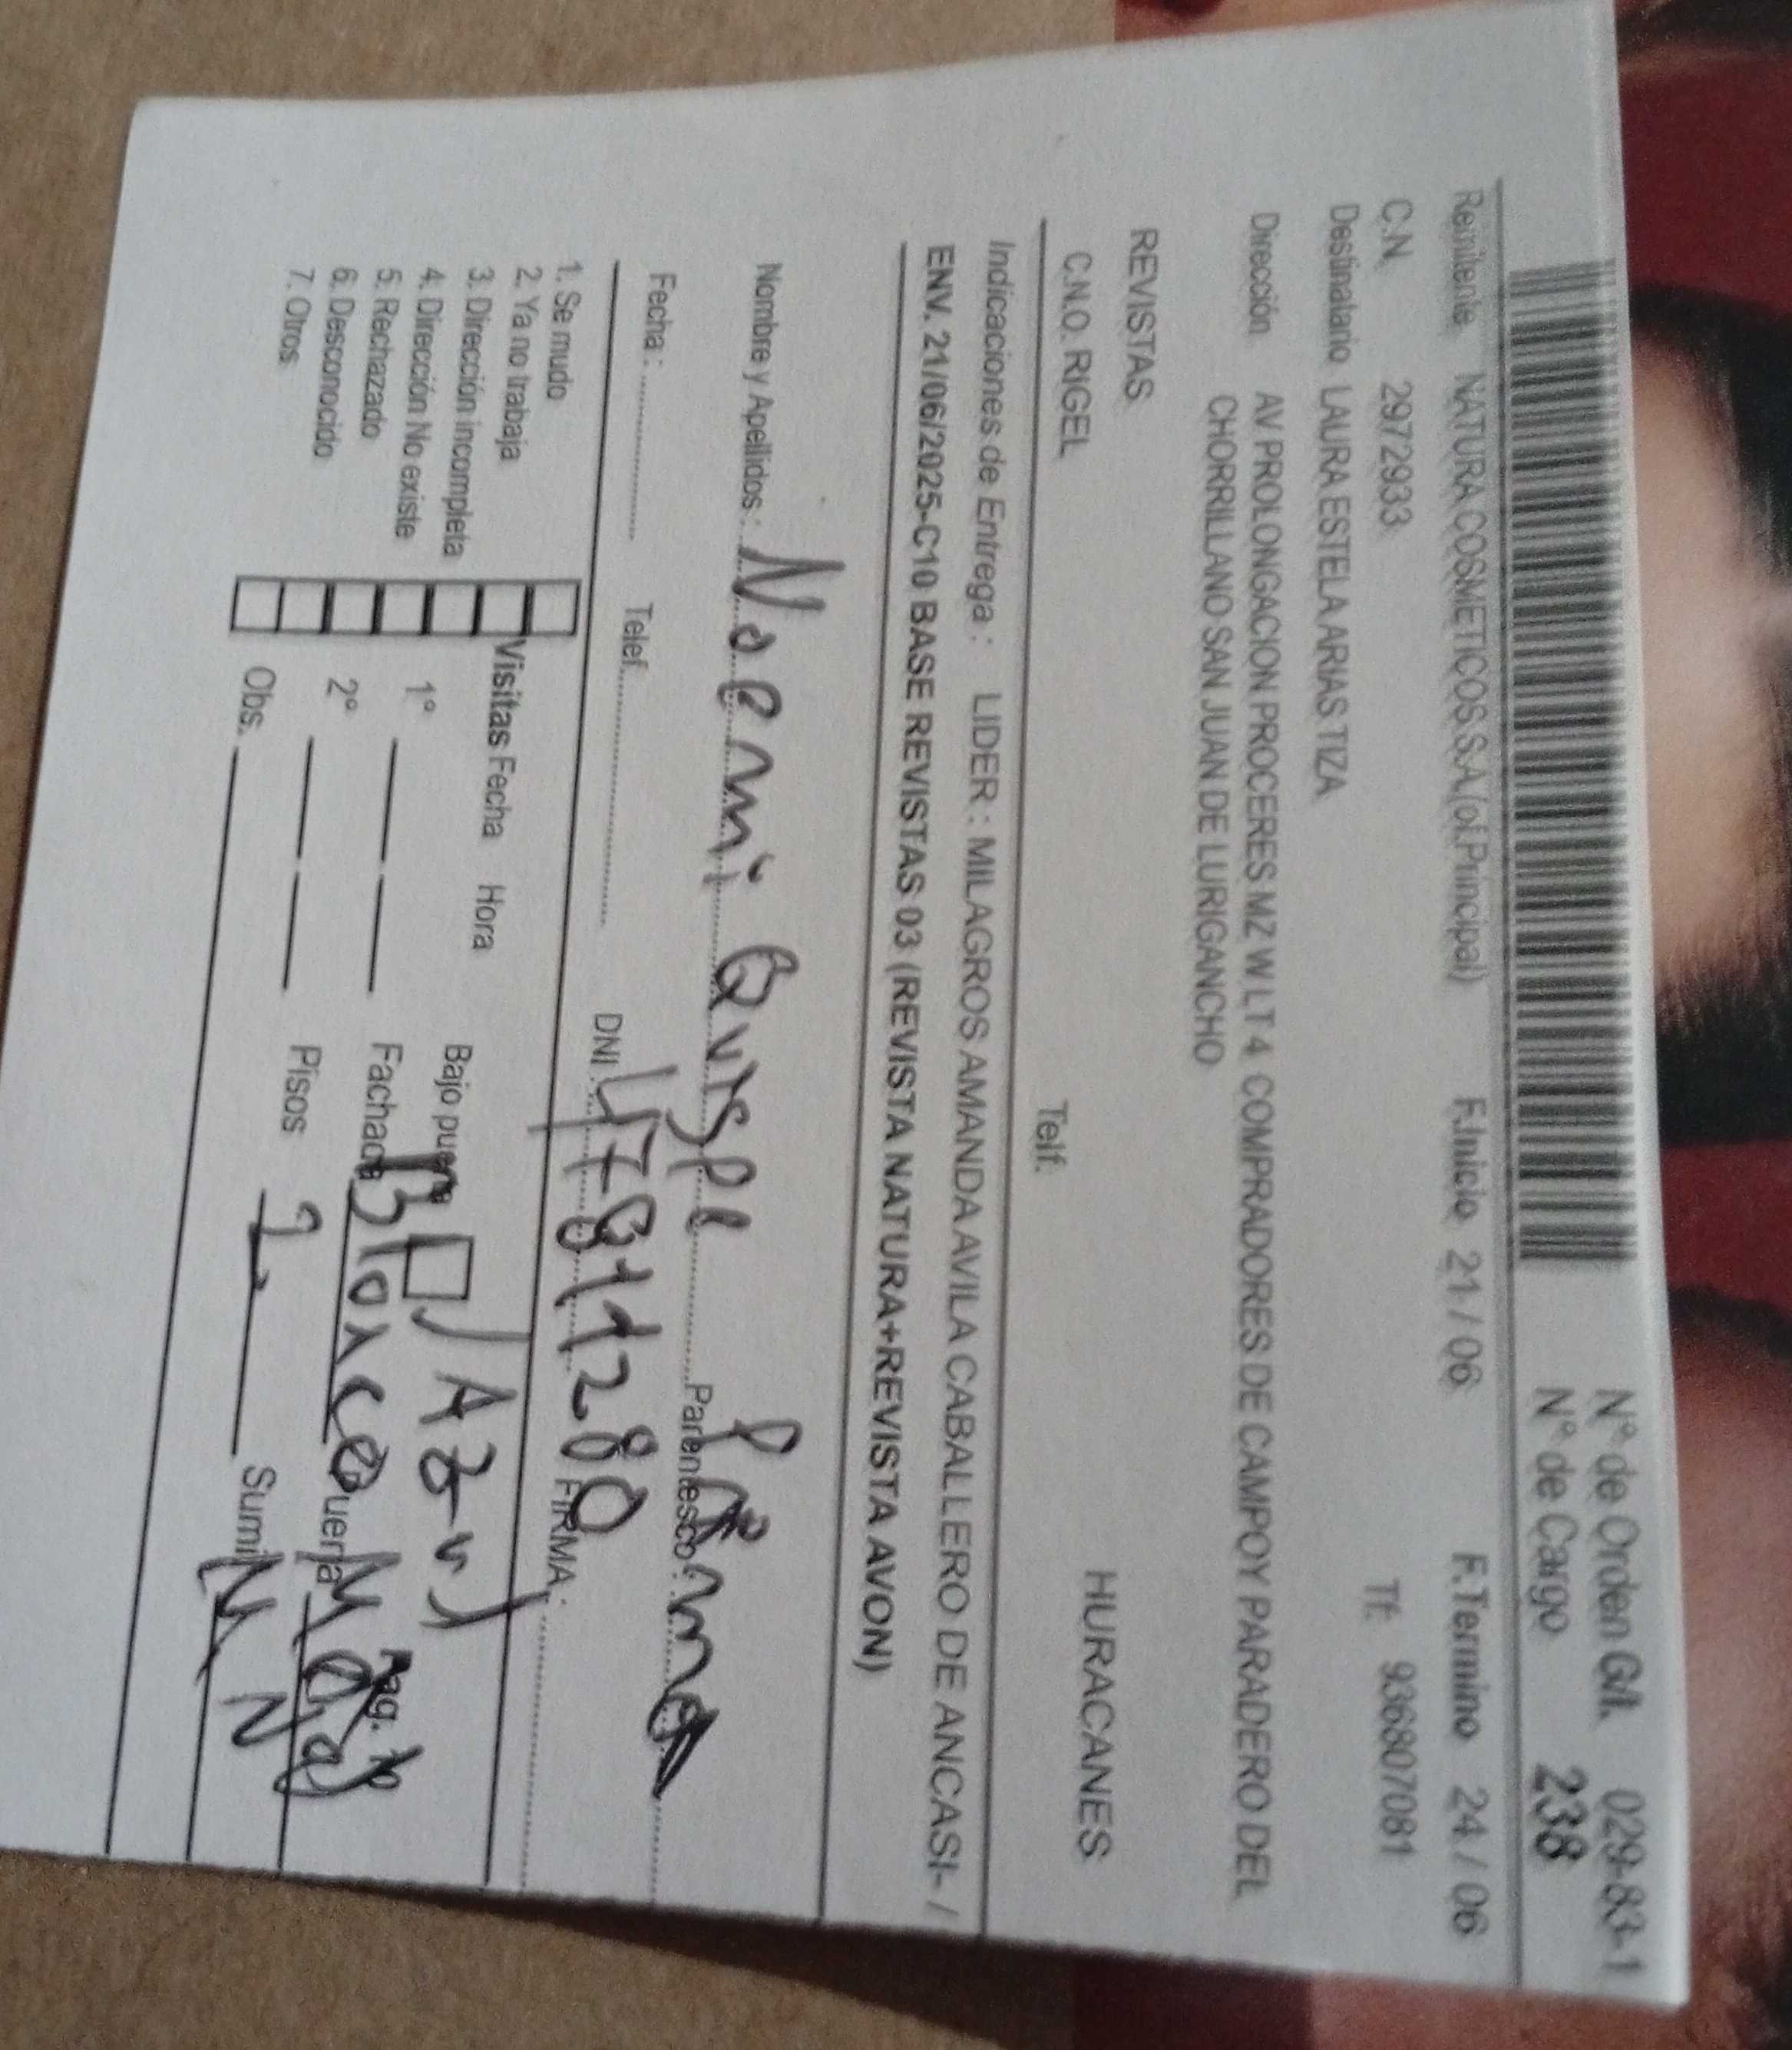 N° de Orden G/I. 029-83-1
N° de Cargo 238
Remitente NATURA COSMETICOS S.A.(of.Principal) F.Inicio 21 / 06 F.Termino 24 / 06
C.N. 2972933 Tf: 936807081
Destinatario LAURA ESTELA ARIAS TIZA
Dirección AV PROLONGACION PROCERES MZ W LT 4 COMPRADORES DE CAMPOY PARADERO DEL
CHORRILLANO SAN JUAN DE LURIGANCHO
REVISTAS
C.N.O. RIGEL Telf. HURACANES
Indicaciones de Entrega : LIDER : MILAGROS AMANDA AVILA CABALLERO DE ANCASI- /
ENV. 21/06/2025-C10 BASE REVISTAS 03 (REVISTA NATURA+REVISTA AVON)
Nombre y Apellidos : Noemi Quispe Parentesco :
Fecha : Telef. DNI : 47811280 FIRMA :
1. Se mudo
2. Ya no trabaja
3. Dirección incompleta
4. Dirección No existe
5. Rechazado
6. Desconocido
7. Otros
Visitas Fecha Hora
1°
2°
Obs.
Bajo puerta Azul
Fachada Blanco Puerta
Pisos 2 Sumi
Pag.